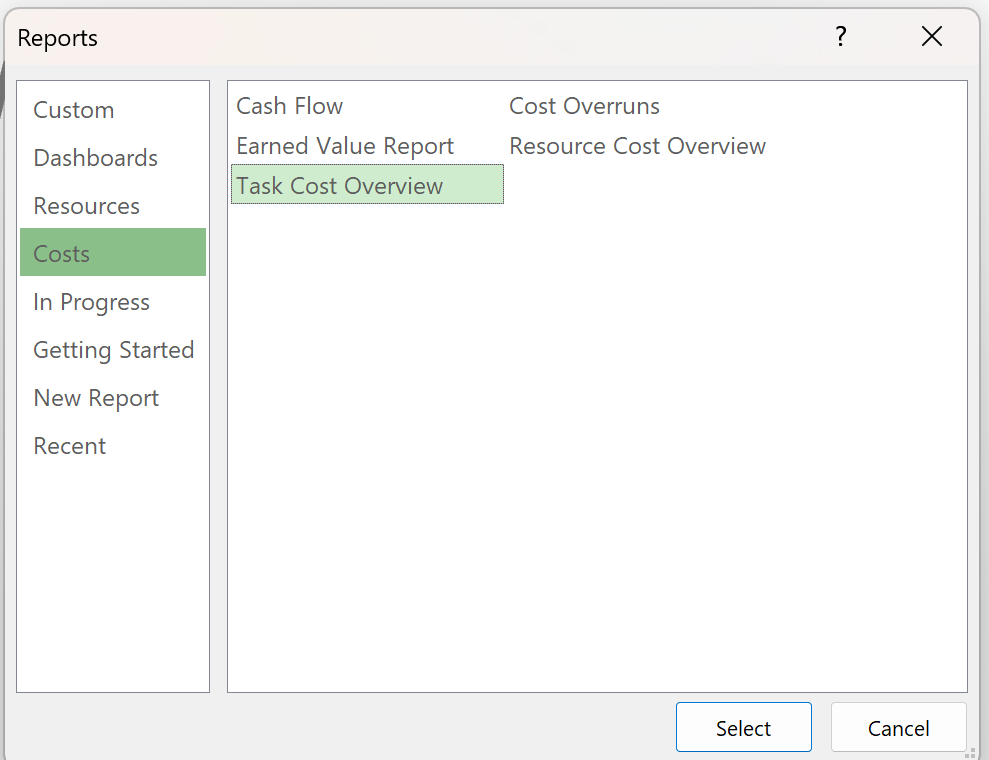 Reports ?
Custom
Dashboards
Resources
Costs
In Progress
Getting Started
New Report
Recent
Cash Flow Cost Overruns
Earned Value Report Resource Cost Overview
Task Cost Overview
Select Cancel